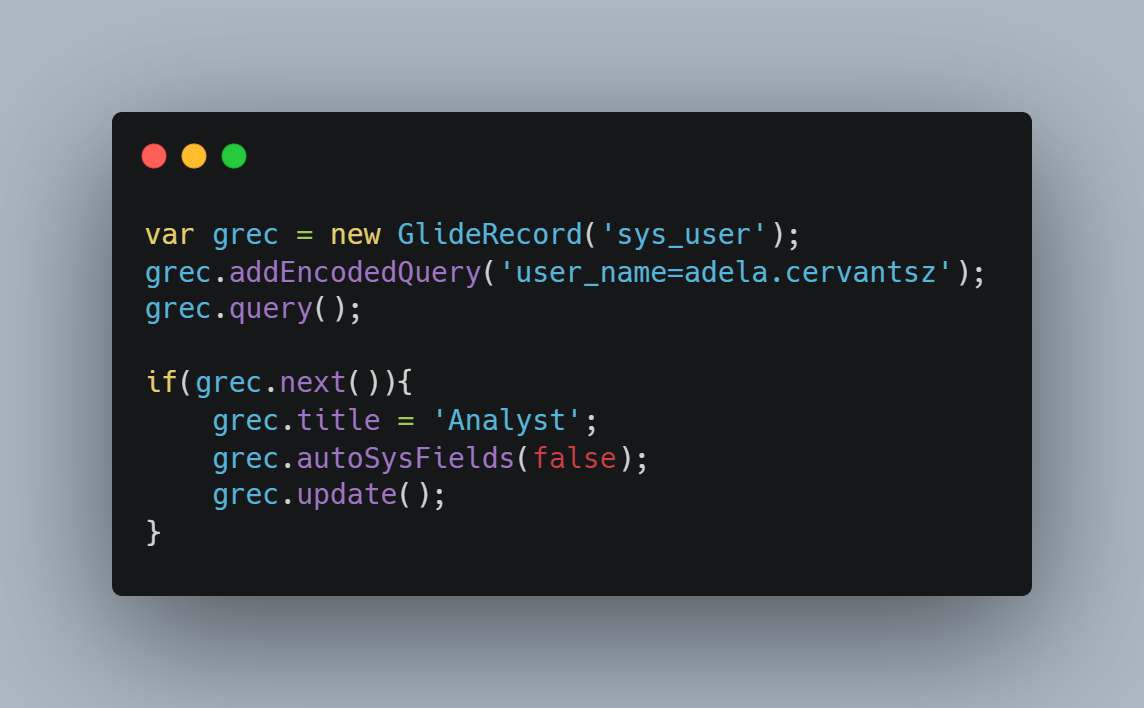 var grec = new GlideRecord('sys_user');
grec.addEncodedQuery('user_name=adela.cervantsz');
grec.query();

if(grec.next()){
    grec.title = 'Analyst';
    grec.autoSysFields(false);
    grec.update();
}